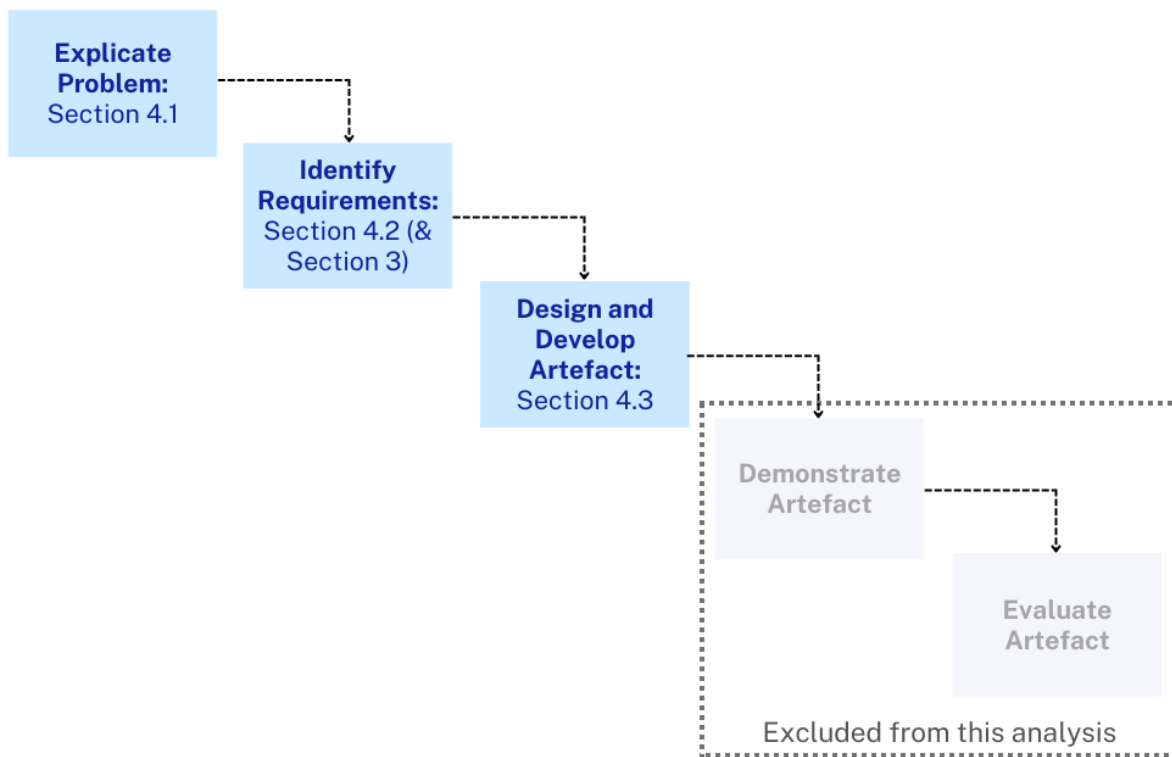 Explicate
Problem:
Section 4.1
Identify
Requirements:
Section 4.2 (&
Section 3)
Design and
Develop
Artefact:
Section 4.3
Demonstrate
Artefact
Evaluate
Artefact
Excluded from this analysis